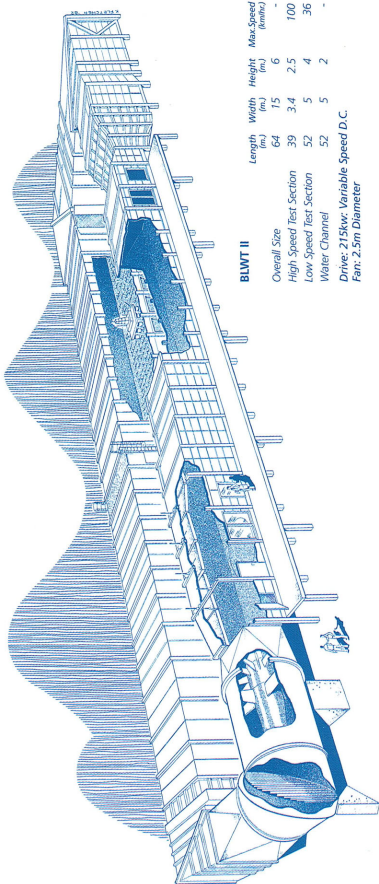 K. FLETCHER '86
BLWT II
Length Width Height Max.Speed
(m.) (m.) (m.) (km/hr.)
Overall Size 64 15 6 -
High Speed Test Section 39 3.4 2.5 100
Low Speed Test Section 52 5 4 36
Water Channel 52 5 2 -
Drive: 215kw: Variable Speed D.C.
Fan: 2.5m Diameter